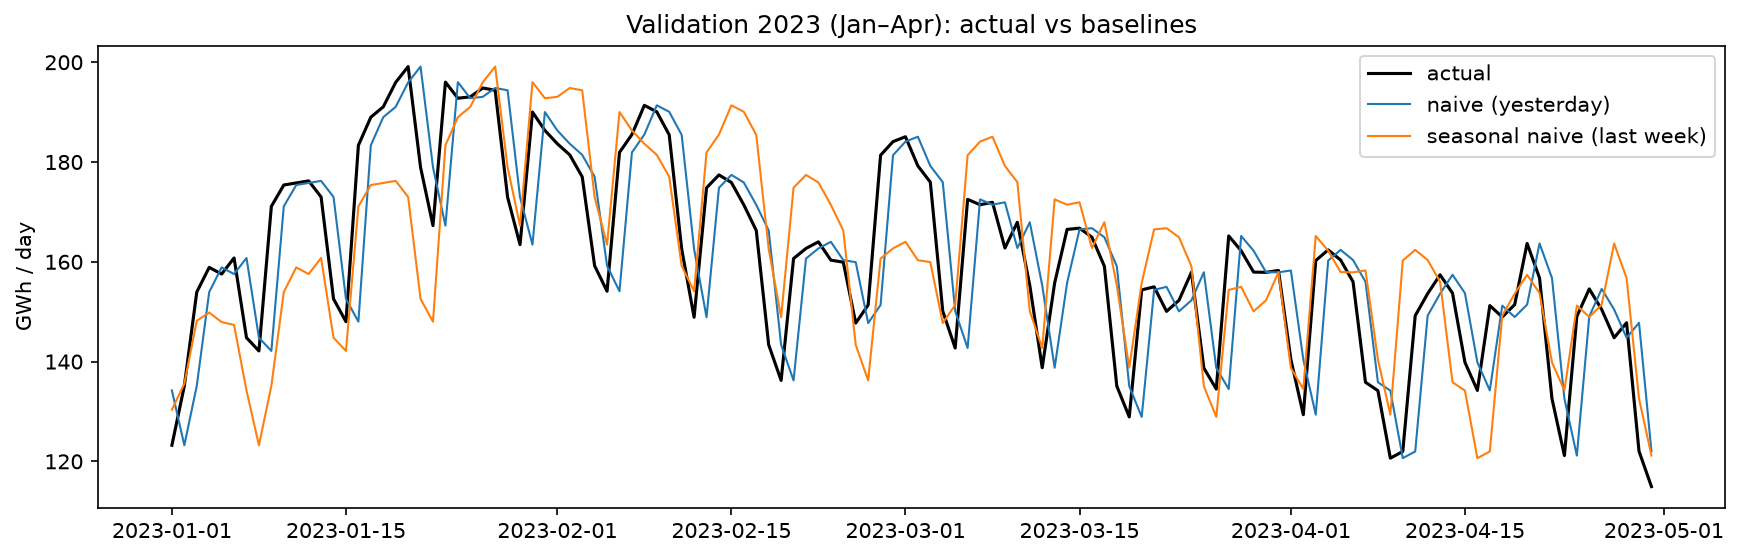 Validation 2023 (Jan–Apr): actual vs baselines
GWh / day
200
180
160
140
120
actual
naive (yesterday)
seasonal naive (last week)
2023-01-01
2023-01-15
2023-02-01
2023-02-15
2023-03-01
2023-03-15
2023-04-01
2023-04-15
2023-05-01